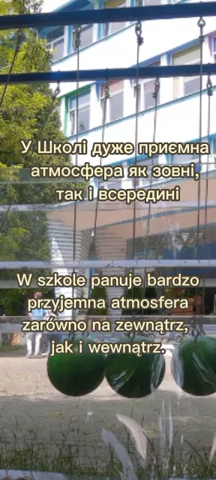 У Школі дуже приємна
атмосфера як зовні,
так і всередині
W szkole panuje bardzo
przyjemna atmosfera
zarówno na zewnątrz,
jak i wewnątrz.